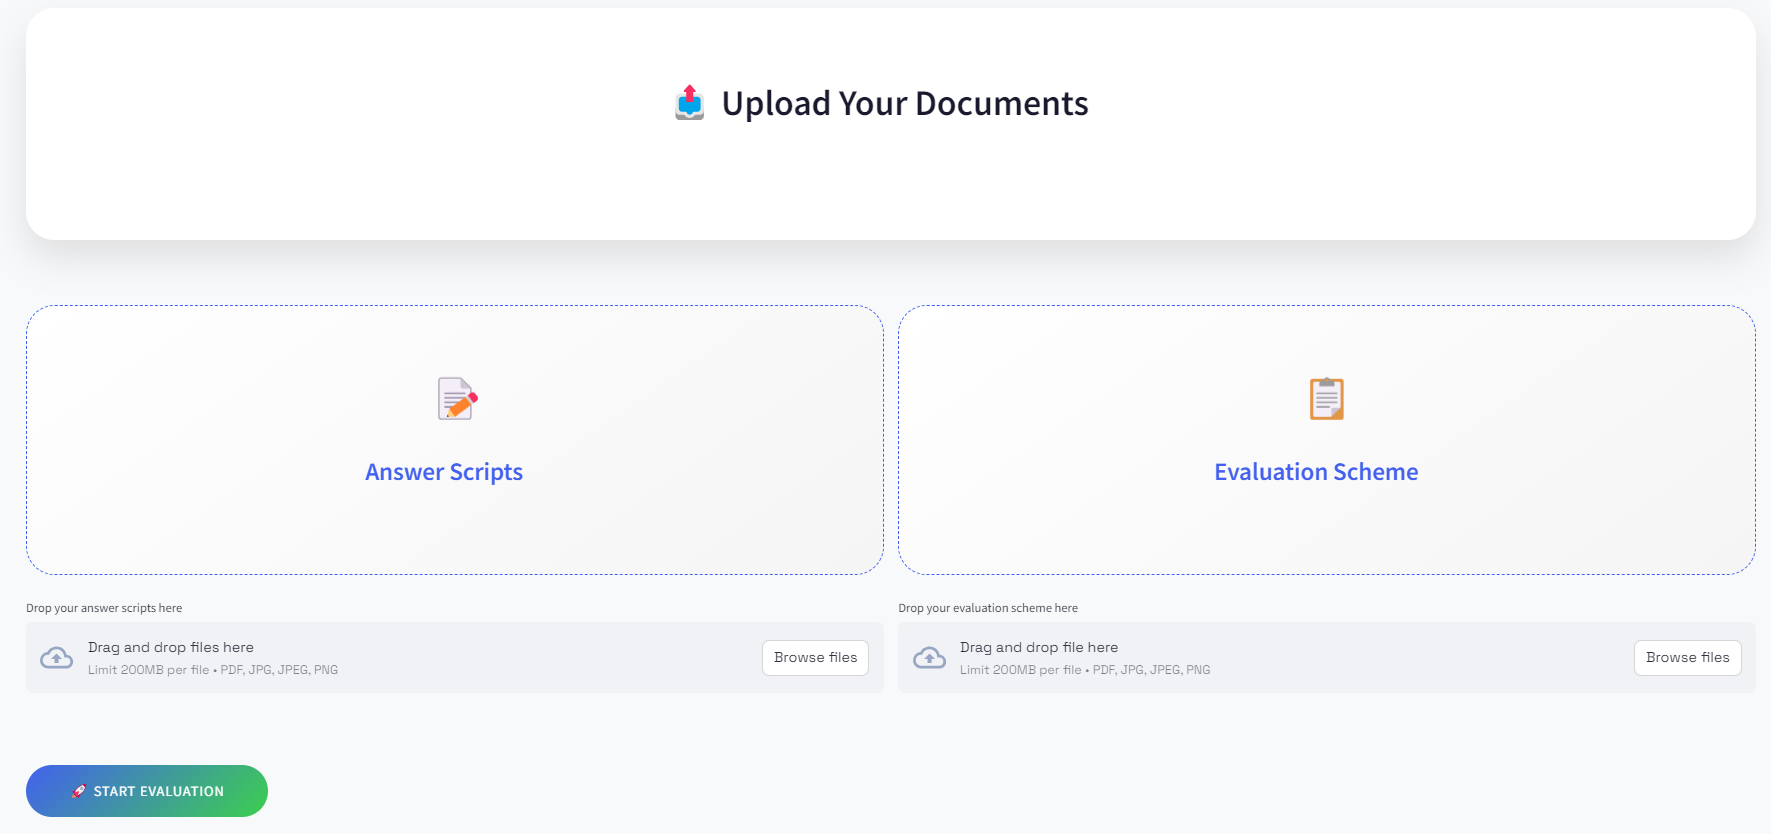 Upload Your Documents
Answer Scripts
Evaluation Scheme
Drop your answer scripts here
Drag and drop files here
Limit 200MB per file • PDF, JPG, JPEG, PNG
Browse files
Drop your evaluation scheme here
Drag and drop file here
Limit 200MB per file • PDF, JPG, JPEG, PNG
Browse files
START EVALUATION